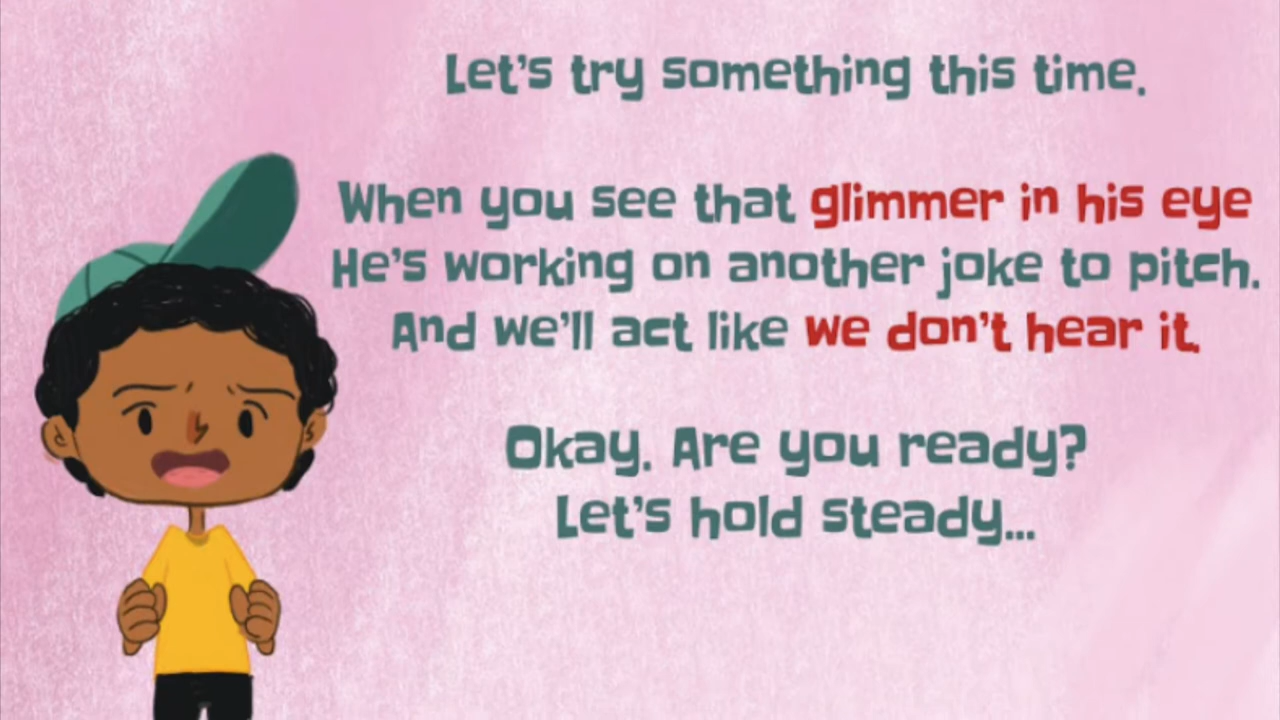 Let's try something this time.
When you see that glimmer in his eye
He's working on another joke to pitch.
And we'll act like we don't hear it.
Okay. Are you ready?
Let's hold steady...